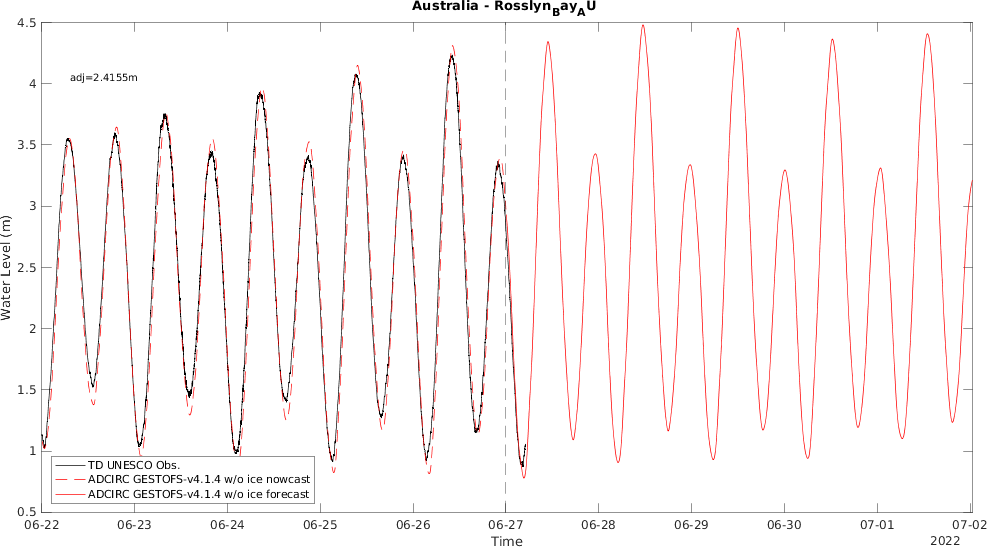 Australia - Rosslyn_Bay_AU
adj=2.4155m
Water Level (m)
4.5
4
3.5
3
2.5
2
1.5
1
0.5
TD UNESCO Obs.
ADCIRC GESTOFS-v4.1.4 w/o ice nowcast
ADCIRC GESTOFS-v4.1.4 w/o ice forecast
06-22 06-23 06-24 06-25 06-26 06-27 06-28 06-29 06-30 07-01 07-02
Time
2022